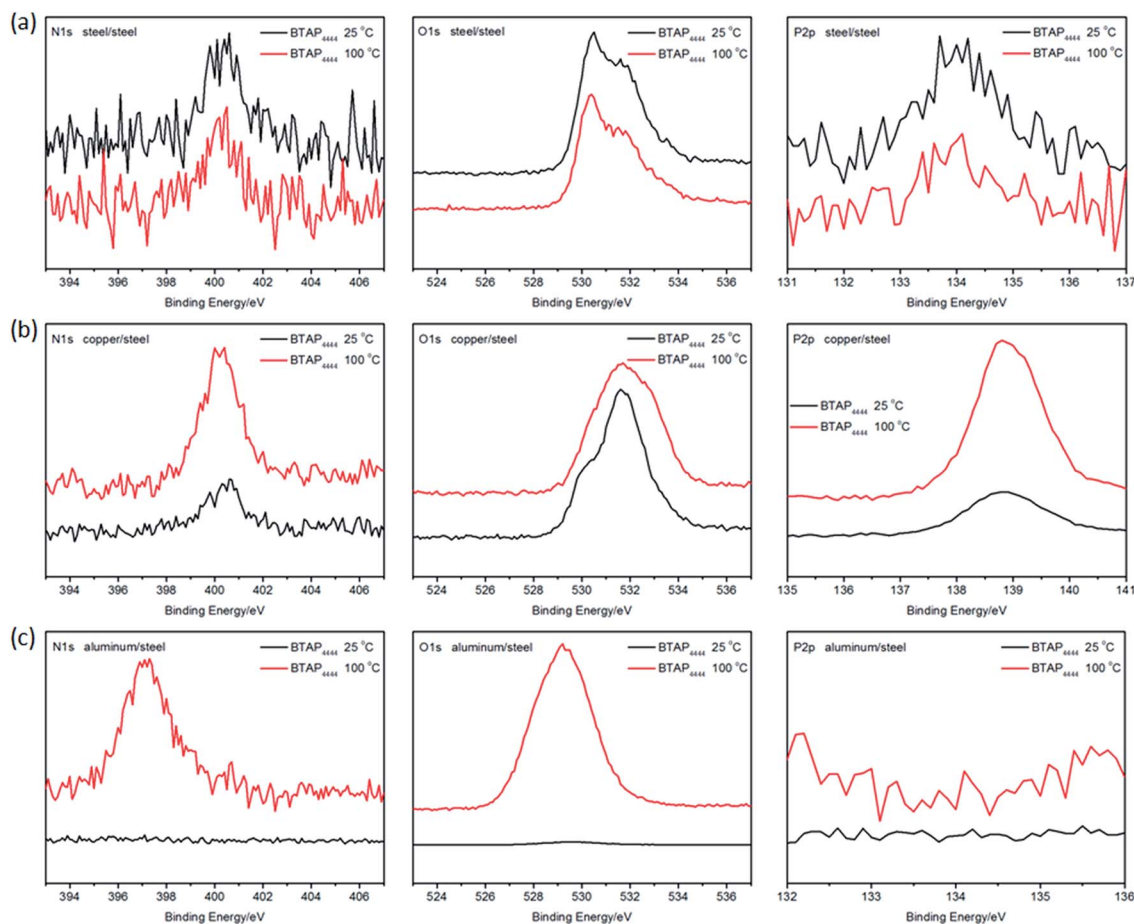 (a)
N1s steel/steel
BTAP4444 25 °C
BTAP4444 100 °C
394 396 398 400 402 404 406
Binding Energy/eV
O1s steel/steel
BTAP4444 25 °C
BTAP4444 100 °C
524 526 528 530 532 534 536
Binding Energy/eV
P2p steel/steel
BTAP4444 25 °C
BTAP4444 100 °C
131 132 133 134 135 136 137
Binding Energy/eV
(b)
N1s copper/steel
BTAP4444 25 °C
BTAP4444 100 °C
394 396 398 400 402 404 406
Binding Energy/eV
O1s copper/steel
BTAP4444 25 °C
BTAP4444 100 °C
524 526 528 530 532 534 536
Binding Energy/eV
P2p copper/steel
BTAP4444 25 °C
BTAP4444 100 °C
135 136 137 138 139 140 141
Binding Energy/eV
(c)
N1s aluminum/steel
BTAP4444 25 °C
BTAP4444 100 °C
394 396 398 400 402 404 406
Binding Energy/eV
O1s aluminum/steel
BTAP4444 25 °C
BTAP4444 100 °C
524 526 528 530 532 534 536
Binding Energy/eV
P2p aluminum/steel
BTAP4444 25 °C
BTAP4444 100 °C
132 133 134 135 136
Binding Energy/eV